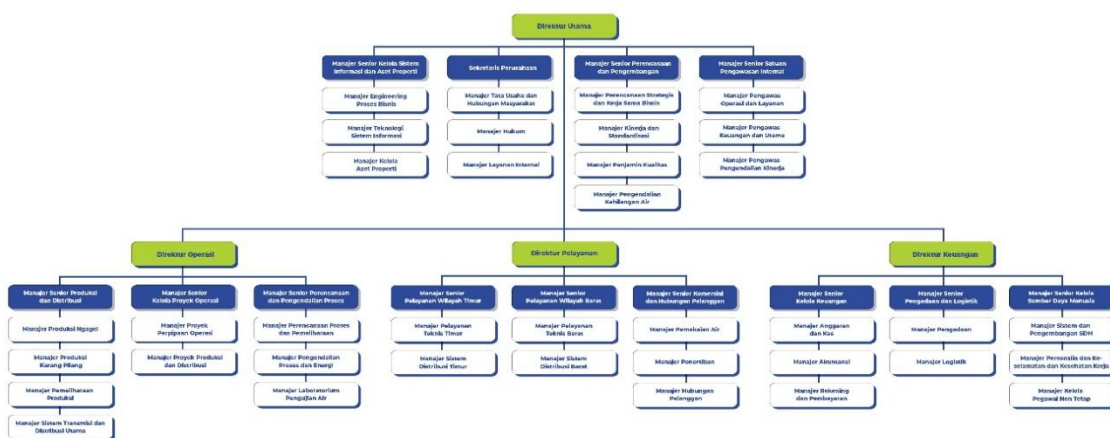 Direktur Utama
Manajer Senior Kelola Sistem
Informasi dan Aset Properti
Manajer Engineering
Proses Bisnis
Manajer Teknologi
Sistem Informasi
Manajer Kelola
Aset Properti
Sekretaris Perusahaan
Manajer Tata Usaha dan
Hubungan Masyarakat
Manajer Hukum
Manajer Layanan Internal
Manajer Senior Perencanaan
dan Pengembangan
Manajer Perencanaan Strategis
dan Kerja Sama Bisnis
Manajer Kinerja dan
Standardisasi
Manajer Penjamin Kualitas
Manajer Pengendalian
Kehilangan Air
Manajer Senior Satuan
Pengawasan Internal
Manajer Pengawas
Operasi dan Layanan
Manajer Pengawas
Keuangan dan Usaha
Manajer Pengawas
Pengendalian Kinerja
Direktur Operasi
Manajer Senior Produksi
dan Distribusi
Manajer Produksi Ngagel
Manajer Produksi
Karang Pilang
Manajer Pemeliharaan
Produksi
Manajer Sistem Transmisi dan
Distribusi Utama
Manajer Senior
Kelola Proyek Operasi
Manajer Proyek
Perpipaan Operasi
Manajer Proyek Produksi
dan Distribusi
Manajer Senior Perencanaan
dan Pengendalian Proses
Manajer Perencanaan Proses
dan Pemeliharaan
Manajer Pengendalian
Proses dan Energi
Manajer Laboratorium
Pengujian Air
Direktur Pelayanan
Manajer Senior
Pelayanan Wilayah Timur
Manajer Pelayanan
Teknis Timur
Manajer Sistem
Distribusi Timur
Manajer Senior
Pelayanan Wilayah Barat
Manajer Pelayanan
Teknis Barat
Manajer Sistem
Distribusi Barat
Manajer Senior Komersial
dan Hubungan Pelanggan
Manajer Pemakaian Air
Manajer Penertiban
Manajer Hubungan
Pelanggan
Direktur Keuangan
Manajer Senior
Kelola Keuangan
Manajer Anggaran
dan Kas
Manajer Akuntansi
Manajer Rekening
dan Pembayaran
Manajer Senior
Pengadaan dan Logistik
Manajer Pengadaan
Manajer Logistik
Manajer Senior Kelola
Sumber Daya Manusia
Manajer Sistem dan
Pengembangan SDM
Manajer Personalia dan Ke-
selamatan dan Kesehatan Kerja
Manajer Kelola
Pegawai Non Tetap